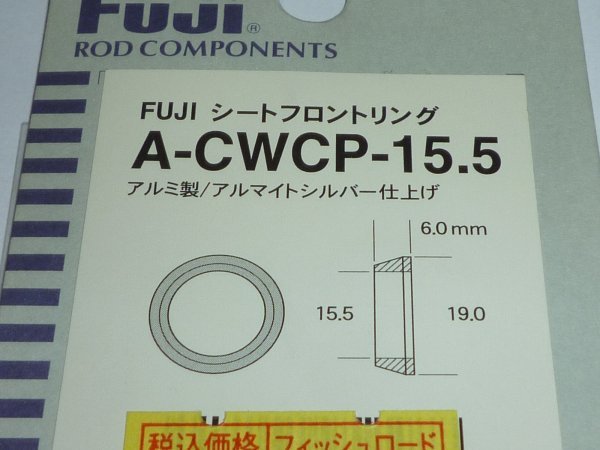 FUJI®
ROD COMPONENTS
FUJI シートフロントリング
A-CWCP-15.5
アルミ製/アルマイトシルバー仕上げ
6.0mm
15.5
19.0
税込価格 フィッシュロード